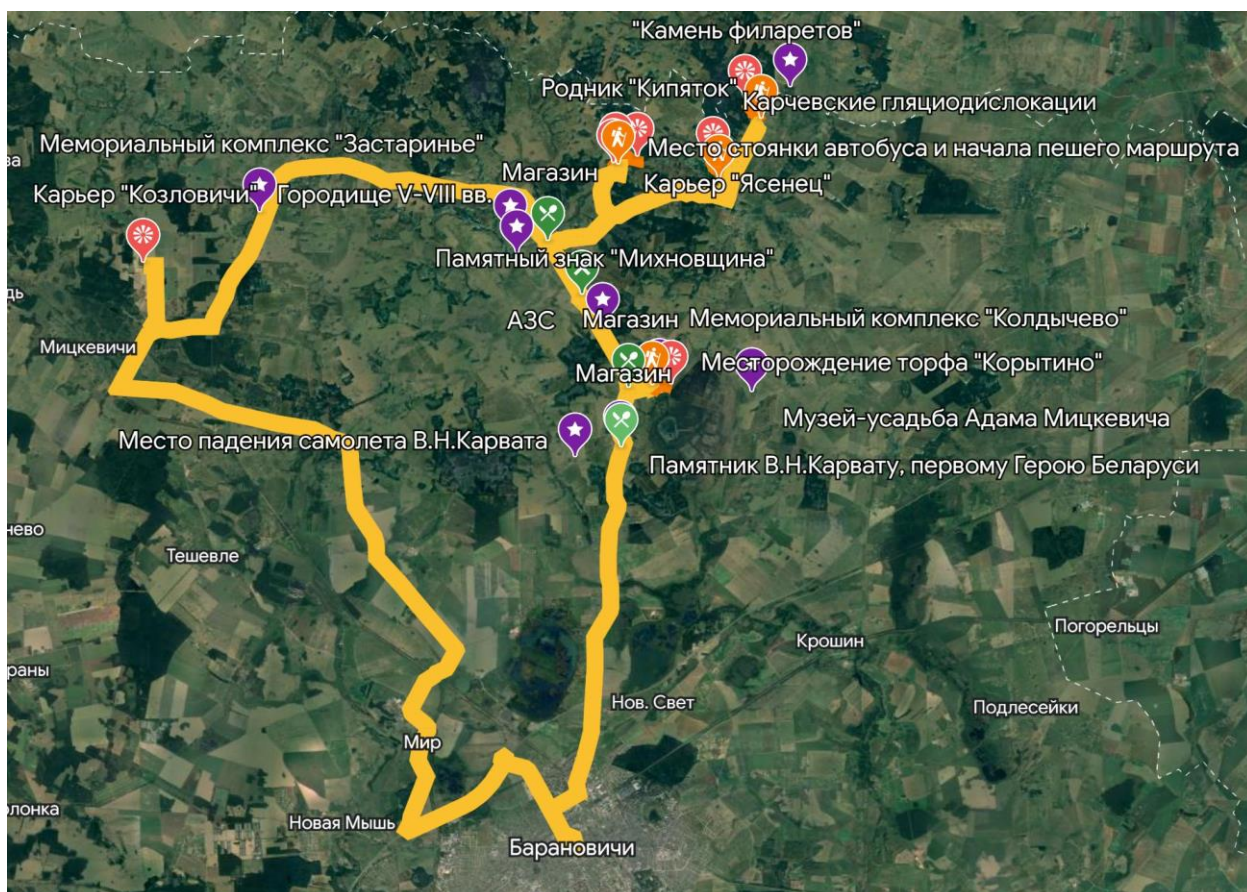 "Камень филаретов"
Родник "Кипяток"
Карчевские гляциодислокации
Мемориальный комплекс "Застаринье"
Место стоянки автобуса и начала пешего маршрута
Магазин
Карьер "Козловичи"
Городище V-VIII вв.
Карьер "Ясенец"
Памятный знак "Михновщина"
АЗС
Магазин
Мемориальный комплекс "Колдычево"
Мицкевичи
Магазин
Месторождение торфа "Корытино"
Музей-усадьба Адама Мицкевича
Место падения самолета В.Н.Карвата
Памятник В.Н.Карвату, первому Герою Беларуси
Тешевле
Погорельцы
Крошин
Нов. Свет
Подлесейки
Мир
Новая Мышь
Барановичи